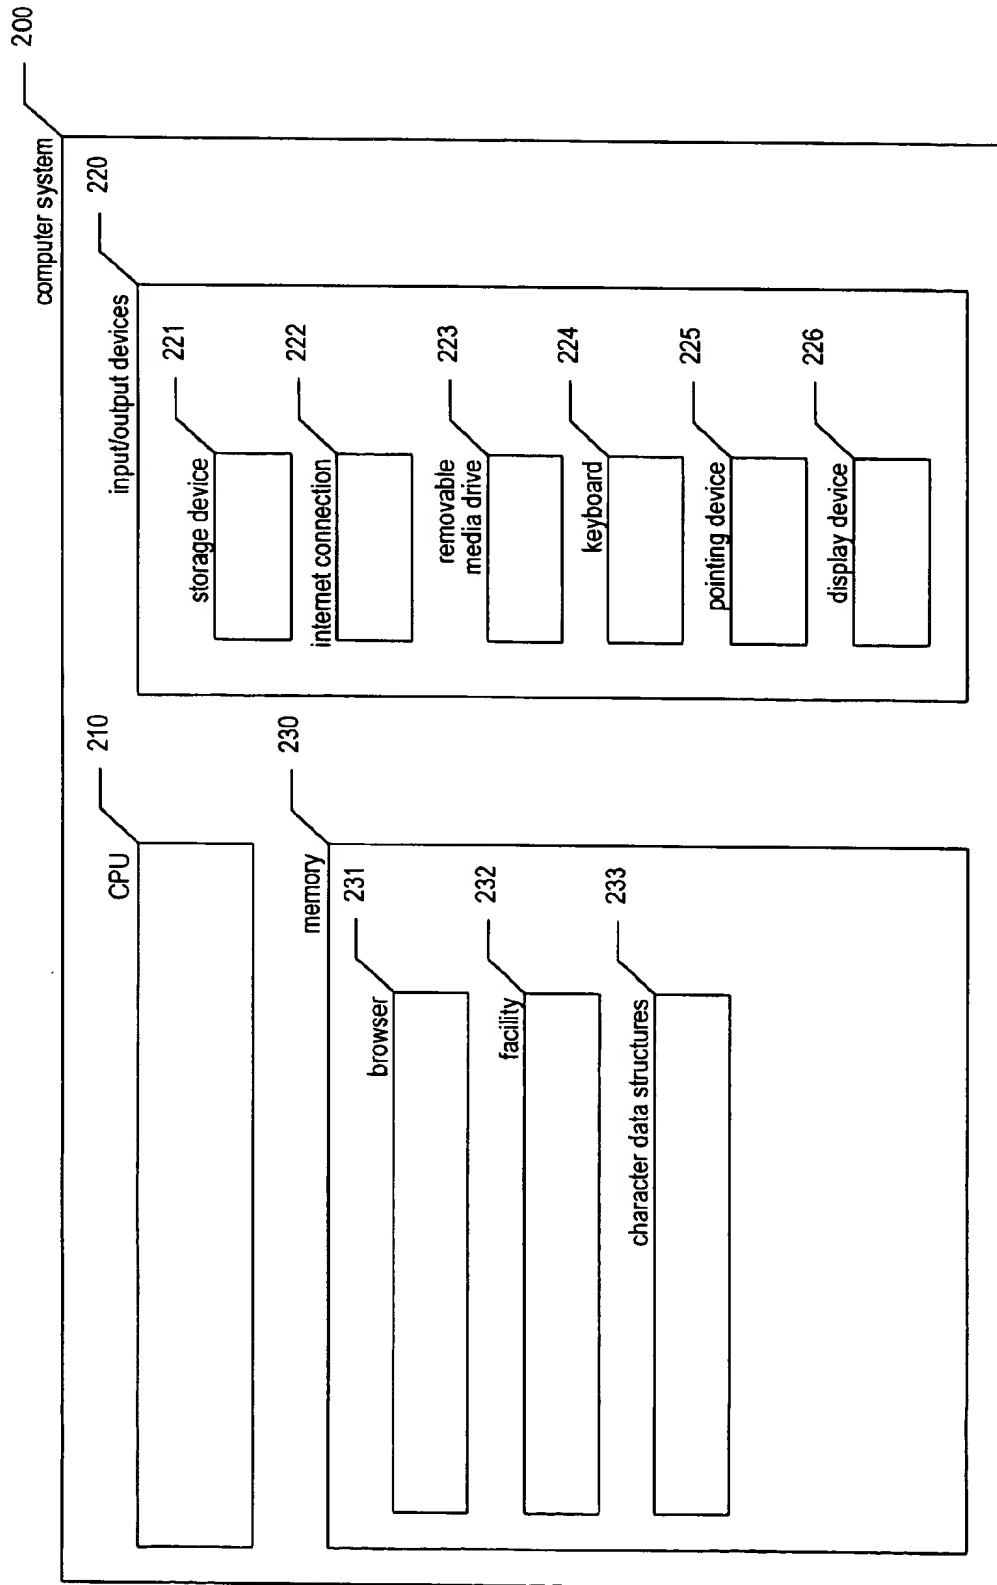 computer system
200
CPU
210
memory
230
browser
231
facility
232
character data structures
233
input/output devices
220
storage device
221
internet connection
222
removable
media drive
223
keyboard
224
pointing device
225
display device
226